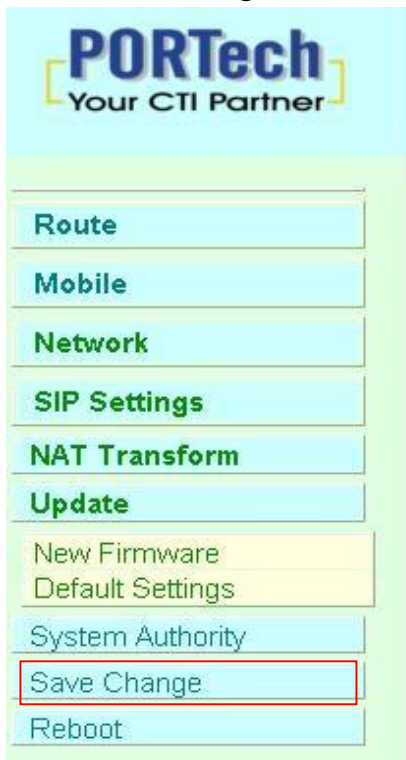 PORTech
Your CTI Partner
Route
Mobile
Network
SIP Settings
NAT Transform
Update
New Firmware
Default Settings
System Authority
Save Change
Reboot